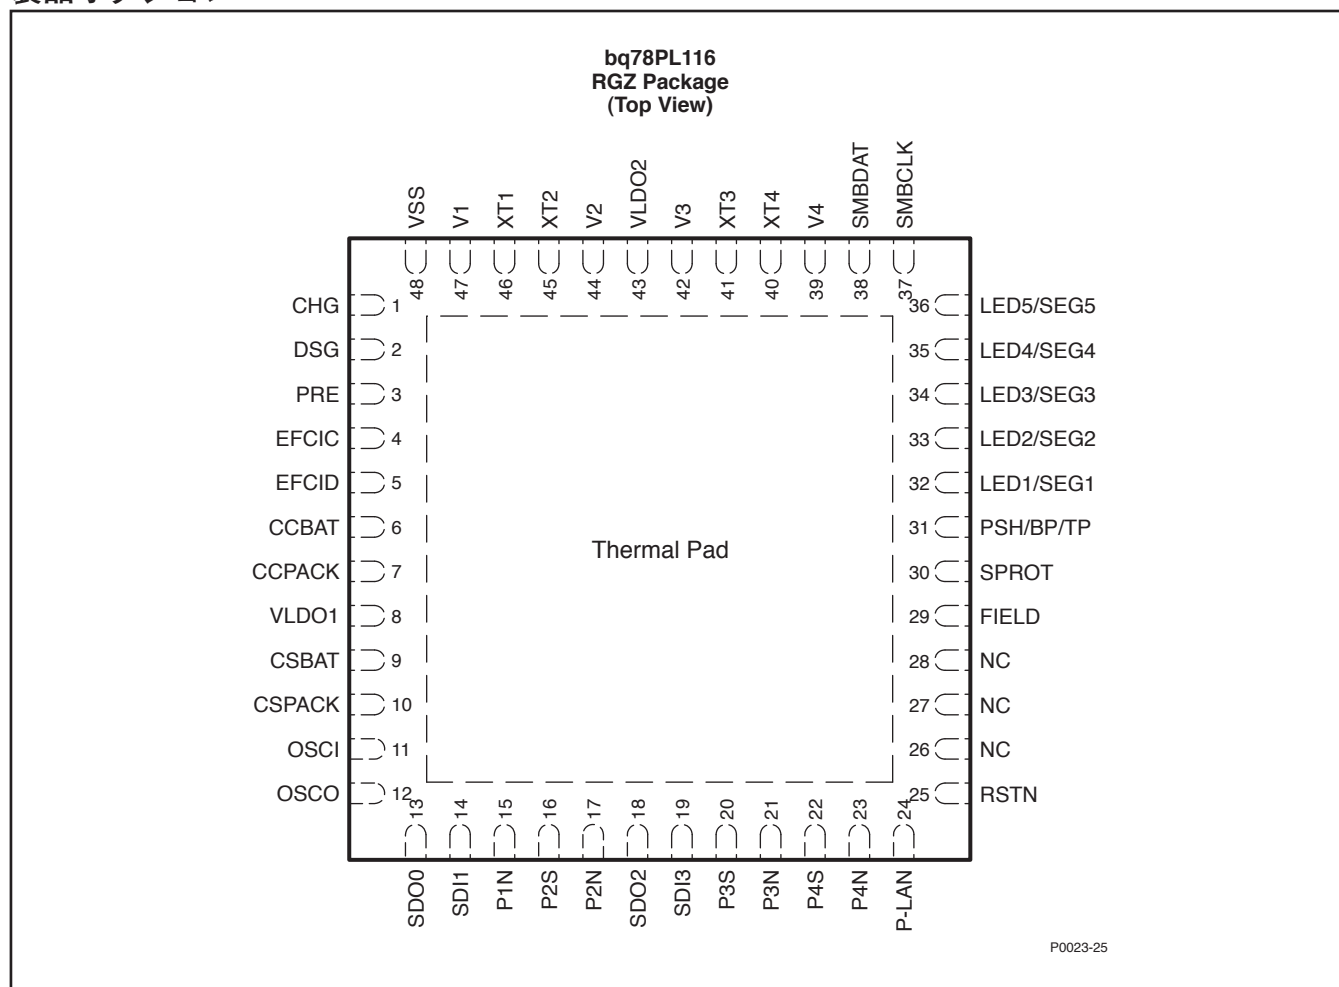 bq78PL116
RGZ Package
(Top View)
VSS
V1
XT1
XT2
V2
VLDO2
V3
XT3
XT4
V4
SMBDAT
SMBCLK
48
47
46
45
44
43
42
41
40
39
38
37
CHG 1
DSG 2
PRE 3
EFCIC 4
EFCID 5
CCBAT 6
CCPACK 7
VLDO1 8
CSBAT 9
CSPACK 10
OSCI 11
OSCO 12
Thermal Pad
36 LED5/SEG5
35 LED4/SEG4
34 LED3/SEG3
33 LED2/SEG2
32 LED1/SEG1
31 PSH/BP/TP
30 SPROT
29 FIELD
28 NC
27 NC
26 NC
25 RSTN
13
14
15
16
17
18
19
20
21
22
23
24
SDO0
SDI1
P1N
P2S
P2N
SDO2
SDI3
P3S
P3N
P4S
P4N
P-LAN
P0023-25